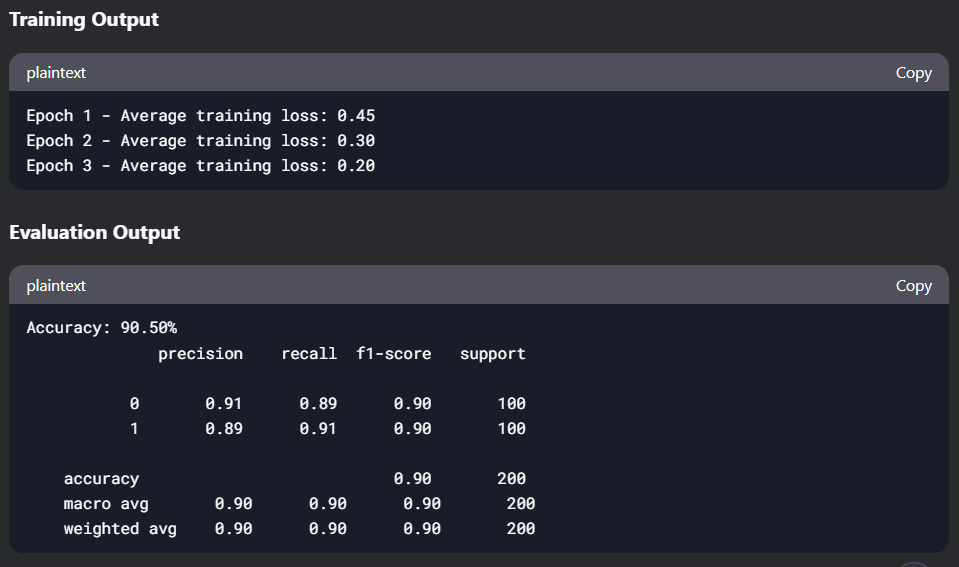 Training Output
plaintext Copy
Epoch 1 - Average training loss: 0.45
Epoch 2 - Average training loss: 0.30
Epoch 3 - Average training loss: 0.20
Evaluation Output
plaintext Copy
Accuracy: 90.50%
precision recall f1-score support
0 0.91 0.89 0.90 100
1 0.89 0.91 0.90 100
accuracy 0.90 200
macro avg 0.90 0.90 0.90 200
weighted avg 0.90 0.90 0.90 200